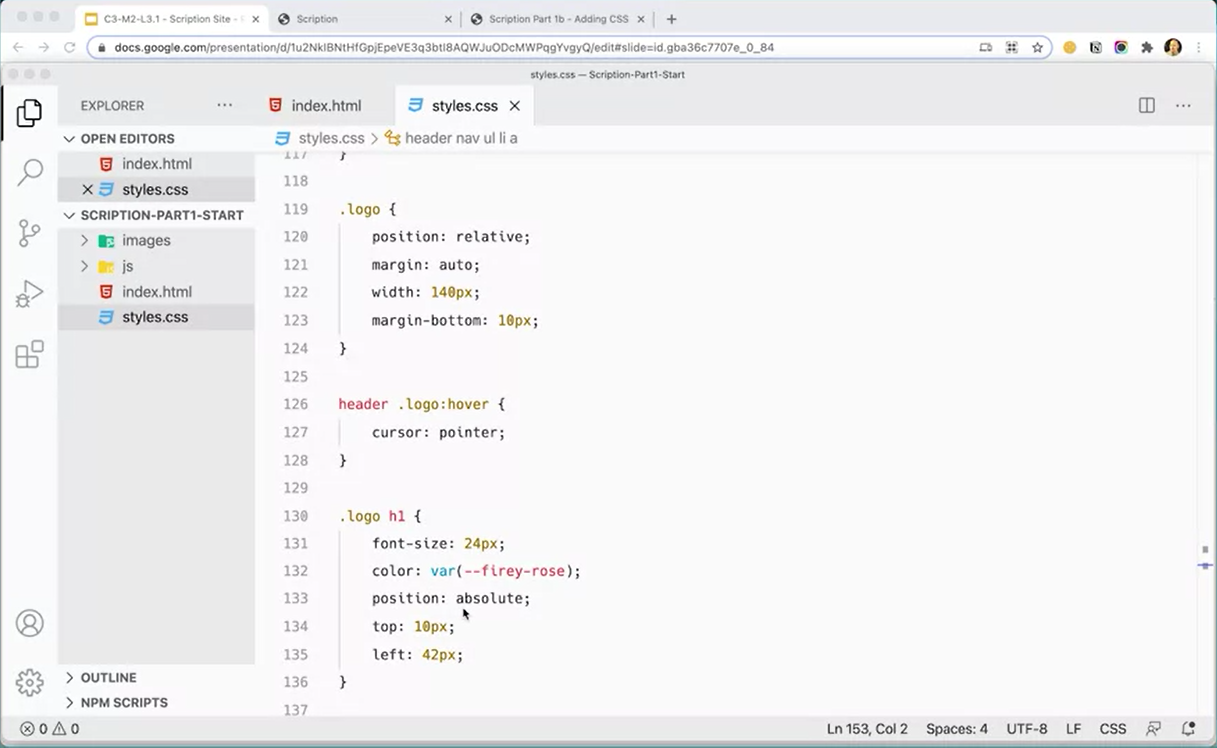 C3-M2-L3.1 - Scription Site -
Scription
Scription Part 1b - Adding CSS
docs.google.com/presentation/d/1u2NklBNtHfGpjEpeVE3q3btl8AQWJuODcMWPqgYvgyQ/edit#slide=id.gba36c7707e_0_84
styles.css — Scription-Part1-Start
EXPLORER
index.html
styles.css
OPEN EDITORS
styles.css > header nav ul li a
index.html
styles.css
SCRIPTION-PART1-START
images
js
index.html
styles.css
117 }
118
119 .logo {
120 position: relative;
121 margin: auto;
122 width: 140px;
123 margin-bottom: 10px;
124 }
125
126 header .logo:hover {
127 cursor: pointer;
128 }
129
130 .logo h1 {
131 font-size: 24px;
132 color: var(--firey-rose);
133 position: absolute;
134 top: 10px;
135 left: 42px;
136 }
137
OUTLINE
NPM SCRIPTS
0 0
Ln 153, Col 2 Spaces: 4 UTF-8 LF CSS